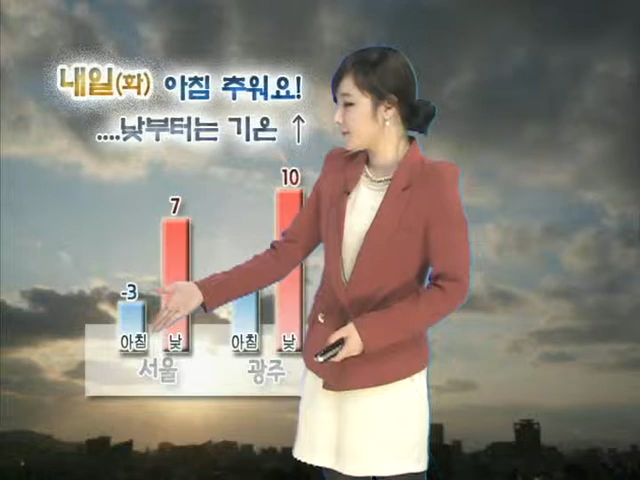 내일(화) 아침 추워요!
....낮부터는 기온 ↑
-3 7 10
아침 낮 아침 낮
서울 광주